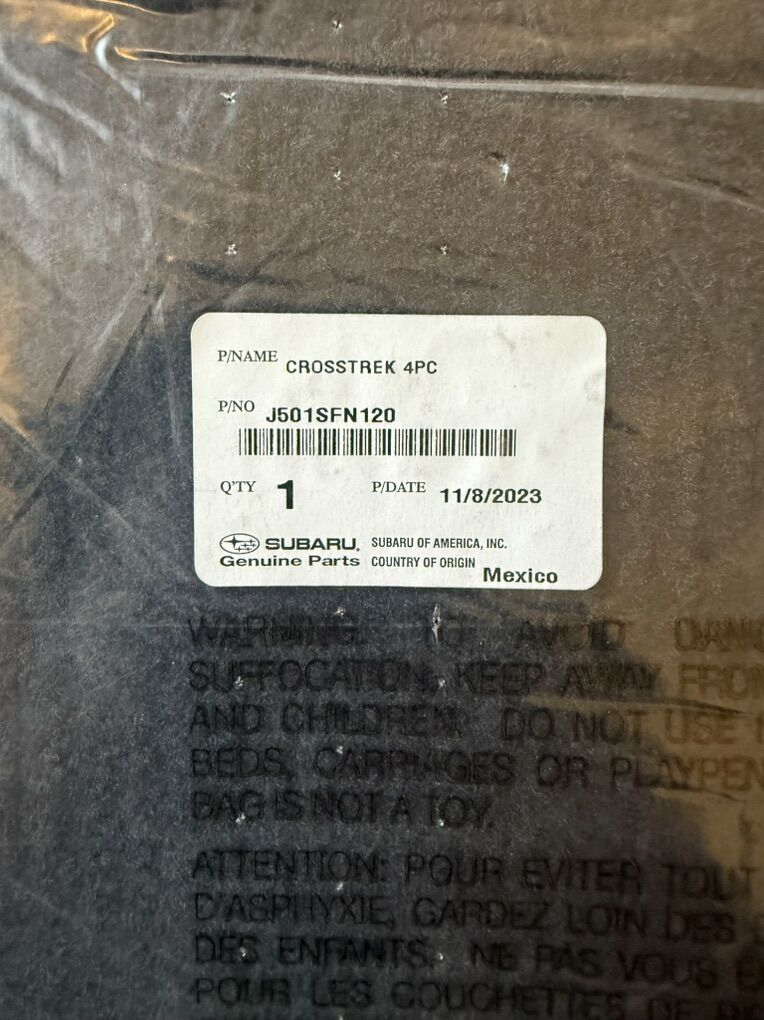 P/NAME CROSSTREK 4PC
P/NO J501SFN120
Q'TY 1 P/DATE 11/8/2023
SUBARU. SUBARU OF AMERICA, INC.
Genuine Parts COUNTRY OF ORIGIN Mexico
WARNING: TO AVOID
SUFFOCATION, KEEP AWAY
AND CHILDREN. DO NOT USE
BEDS, CARRIAGES OR
BAG IS NOT A TOY.
ATTENTION: POUR EVITER TOUT
D'ASPHYXIE, GARDEZ LOIN DES
DES ENFANTS. NE PAS VOUS
POUR LES COUCHETTES DE